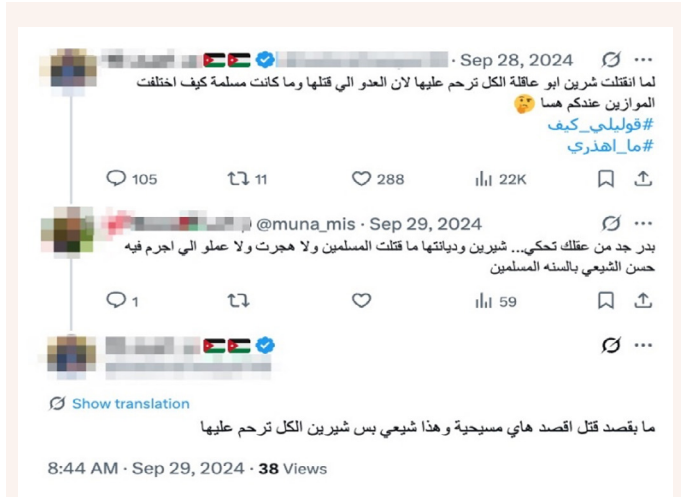 · Sep 28, 2024
لما انقتلت شرين ابو عاقلة الكل ترحم عليها لان العدو الي قتلها وما كانت مسلمة كيف اختلفت
الموازين عندكم هسا 🤔
#قوليلي_كيف
#ما_اهذري
105 11 288 22K
@muna_mis · Sep 29, 2024
بدر جد من عقلك تحكي... شيرين وديانتها ما قتلت المسلمين ولا هجرت ولا عملو الي اجرم فيه
حسن الشيعي بالسنه المسلمين
1 59
Show translation
ما بقصد قتل اقصد هاي مسيحية وهذا شيعي بس شيرين الكل ترحم عليها
8:44 AM · Sep 29, 2024 · 38 Views